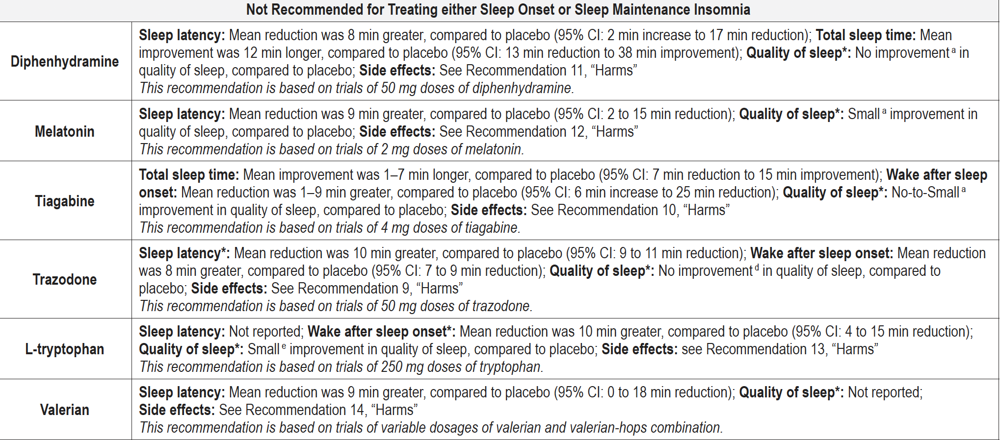 Not Recommended for Treating either Sleep Onset or Sleep Maintenance Insomnia
Diphenhydramine
Sleep latency: Mean reduction was 8 min greater, compared to placebo (95% CI: 2 min increase to 17 min reduction); Total sleep time: Mean
improvement was 12 min longer, compared to placebo (95% CI: 13 min reduction to 38 min improvement); Quality of sleep*: No improvement a in
quality of sleep, compared to placebo; Side effects: See Recommendation 11, “Harms”
This recommendation is based on trials of 50 mg doses of diphenhydramine.
Melatonin
Sleep latency: Mean reduction was 9 min greater, compared to placebo (95% CI: 2 to 15 min reduction); Quality of sleep*: Small a improvement in
quality of sleep, compared to placebo; Side effects: See Recommendation 12, “Harms”
This recommendation is based on trials of 2 mg doses of melatonin.
Tiagabine
Total sleep time: Mean improvement was 1–7 min longer, compared to placebo (95% CI: 7 min reduction to 15 min improvement); Wake after sleep
onset: Mean reduction was 1–9 min greater, compared to placebo (95% CI: 6 min increase to 25 min reduction); Quality of sleep*: No-to-Small a
improvement in quality of sleep, compared to placebo; Side effects: See Recommendation 10, “Harms”
This recommendation is based on trials of 4 mg doses of tiagabine.
Trazodone
Sleep latency*: Mean reduction was 10 min greater, compared to placebo (95% CI: 9 to 11 min reduction); Wake after sleep onset: Mean reduction
was 8 min greater, compared to placebo (95% CI: 7 to 9 min reduction); Quality of sleep*: No improvement d in quality of sleep, compared to
placebo; Side effects: See Recommendation 9, “Harms”
This recommendation is based on trials of 50 mg doses of trazodone.
L-tryptophan
Sleep latency: Not reported; Wake after sleep onset*: Mean reduction was 10 min greater, compared to placebo (95% CI: 4 to 15 min reduction);
Quality of sleep*: Small e improvement in quality of sleep, compared to placebo; Side effects: see Recommendation 13, “Harms”
This recommendation is based on trials of 250 mg doses of tryptophan.
Valerian
Sleep latency: Mean reduction was 9 min greater, compared to placebo (95% CI: 0 to 18 min reduction); Quality of sleep*: Not reported;
Side effects: See Recommendation 14, “Harms”
This recommendation is based on trials of variable dosages of valerian and valerian-hops combination.